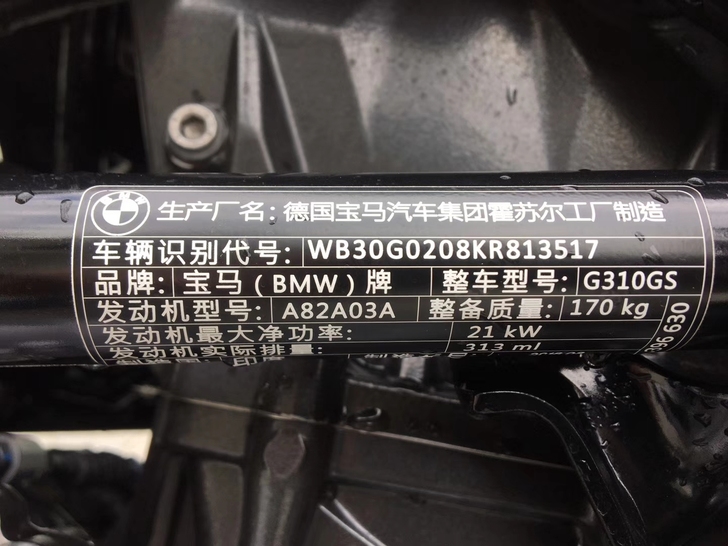 BMW
生产厂名：德国宝马汽车集团霍苏尔工厂制造
车辆识别代号：WB30G0208KR813517
品牌：宝马（BMW）牌 整车型号：G310GS
发动机型号：A82A03A 整备质量：170 kg
发动机最大净功率： 21 kW
发动机实际排量： 313 ml
630